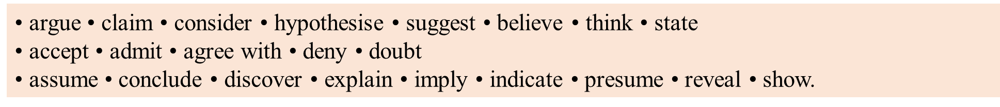 • argue • claim • consider • hypothesise • suggest • believe • think • state
• accept • admit • agree with • deny • doubt
• assume • conclude • discover • explain • imply • indicate • presume • reveal • show.